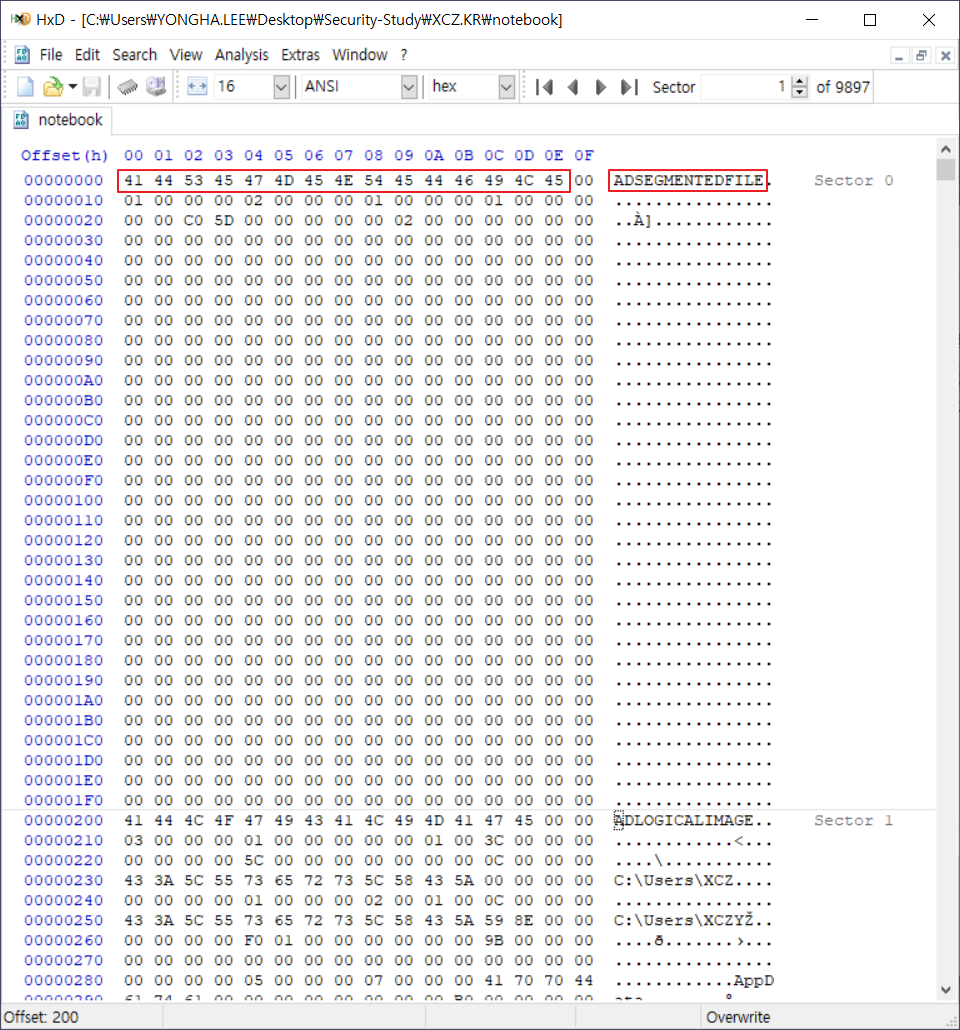 HxD - [C:₩Users₩YONGHA.LEE₩Desktop₩Security-Study₩XCZ.KR₩notebook]
File Edit Search View Analysis Extras Window ?
16 ANSI hex Sector 1 of 9897
notebook
Offset(h) 00 01 02 03 04 05 06 07 08 09 0A 0B 0C 0D 0E 0F
00000000 41 44 53 45 47 4D 45 4E 54 45 44 46 49 4C 45 00 ADSEGMENTEDFILE. Sector 0
00000010 01 00 00 00 02 00 00 00 01 00 00 00 01 00 00 00 ................
00000020 00 00 C0 5D 00 00 00 00 00 02 00 00 00 00 00 00 ..À]............
00000030 00 00 00 00 00 00 00 00 00 00 00 00 00 00 00 00 ................
00000040 00 00 00 00 00 00 00 00 00 00 00 00 00 00 00 00 ................
00000050 00 00 00 00 00 00 00 00 00 00 00 00 00 00 00 00 ................
00000060 00 00 00 00 00 00 00 00 00 00 00 00 00 00 00 00 ................
00000070 00 00 00 00 00 00 00 00 00 00 00 00 00 00 00 00 ................
00000080 00 00 00 00 00 00 00 00 00 00 00 00 00 00 00 00 ................
00000090 00 00 00 00 00 00 00 00 00 00 00 00 00 00 00 00 ................
000000A0 00 00 00 00 00 00 00 00 00 00 00 00 00 00 00 00 ................
000000B0 00 00 00 00 00 00 00 00 00 00 00 00 00 00 00 00 ................
000000C0 00 00 00 00 00 00 00 00 00 00 00 00 00 00 00 00 ................
000000D0 00 00 00 00 00 00 00 00 00 00 00 00 00 00 00 00 ................
000000E0 00 00 00 00 00 00 00 00 00 00 00 00 00 00 00 00 ................
000000F0 00 00 00 00 00 00 00 00 00 00 00 00 00 00 00 00 ................
00000100 00 00 00 00 00 00 00 00 00 00 00 00 00 00 00 00 ................
00000110 00 00 00 00 00 00 00 00 00 00 00 00 00 00 00 00 ................
00000120 00 00 00 00 00 00 00 00 00 00 00 00 00 00 00 00 ................
00000130 00 00 00 00 00 00 00 00 00 00 00 00 00 00 00 00 ................
00000140 00 00 00 00 00 00 00 00 00 00 00 00 00 00 00 00 ................
00000150 00 00 00 00 00 00 00 00 00 00 00 00 00 00 00 00 ................
00000160 00 00 00 00 00 00 00 00 00 00 00 00 00 00 00 00 ................
00000170 00 00 00 00 00 00 00 00 00 00 00 00 00 00 00 00 ................
00000180 00 00 00 00 00 00 00 00 00 00 00 00 00 00 00 00 ................
00000190 00 00 00 00 00 00 00 00 00 00 00 00 00 00 00 00 ................
000001A0 00 00 00 00 00 00 00 00 00 00 00 00 00 00 00 00 ................
000001B0 00 00 00 00 00 00 00 00 00 00 00 00 00 00 00 00 ................
000001C0 00 00 00 00 00 00 00 00 00 00 00 00 00 00 00 00 ................
000001D0 00 00 00 00 00 00 00 00 00 00 00 00 00 00 00 00 ................
000001E0 00 00 00 00 00 00 00 00 00 00 00 00 00 00 00 00 ................
000001F0 00 00 00 00 00 00 00 00 00 00 00 00 00 00 00 00 ................
00000200 41 44 4C 4F 47 49 43 41 4C 49 4D 41 47 45 00 00 ADLOGICALIMAGE.. Sector 1
00000210 03 00 00 00 01 00 00 00 00 00 01 00 3C 00 00 00 ............<...
00000220 00 00 00 00 5C 00 00 00 00 00 00 00 0C 00 00 00 ....\...........
00000230 43 3A 5C 55 73 65 72 73 5C 58 43 5A 00 00 00 00 C:\Users\XCZ....
00000240 00 00 00 00 01 00 00 00 02 00 01 00 0C 00 00 00 ................
00000250 43 3A 5C 55 73 65 72 73 5C 58 43 5A 59 8E 00 00 C:\Users\XCZYŽ..
00000260 00 00 00 00 F0 01 00 00 00 00 00 00 9B 00 00 00 ....ð.......›...
00000270 00 00 00 00 00 00 00 00 00 00 00 00 00 00 00 00 ................
00000280 00 00 00 00 05 00 00 00 07 00 00 00 41 70 70 44 ............AppD
00000290 61 74 61 00 00 00 00 00 00 00 00 B0 00 00 00 00 ata........°....
Offset: 200 Overwrite